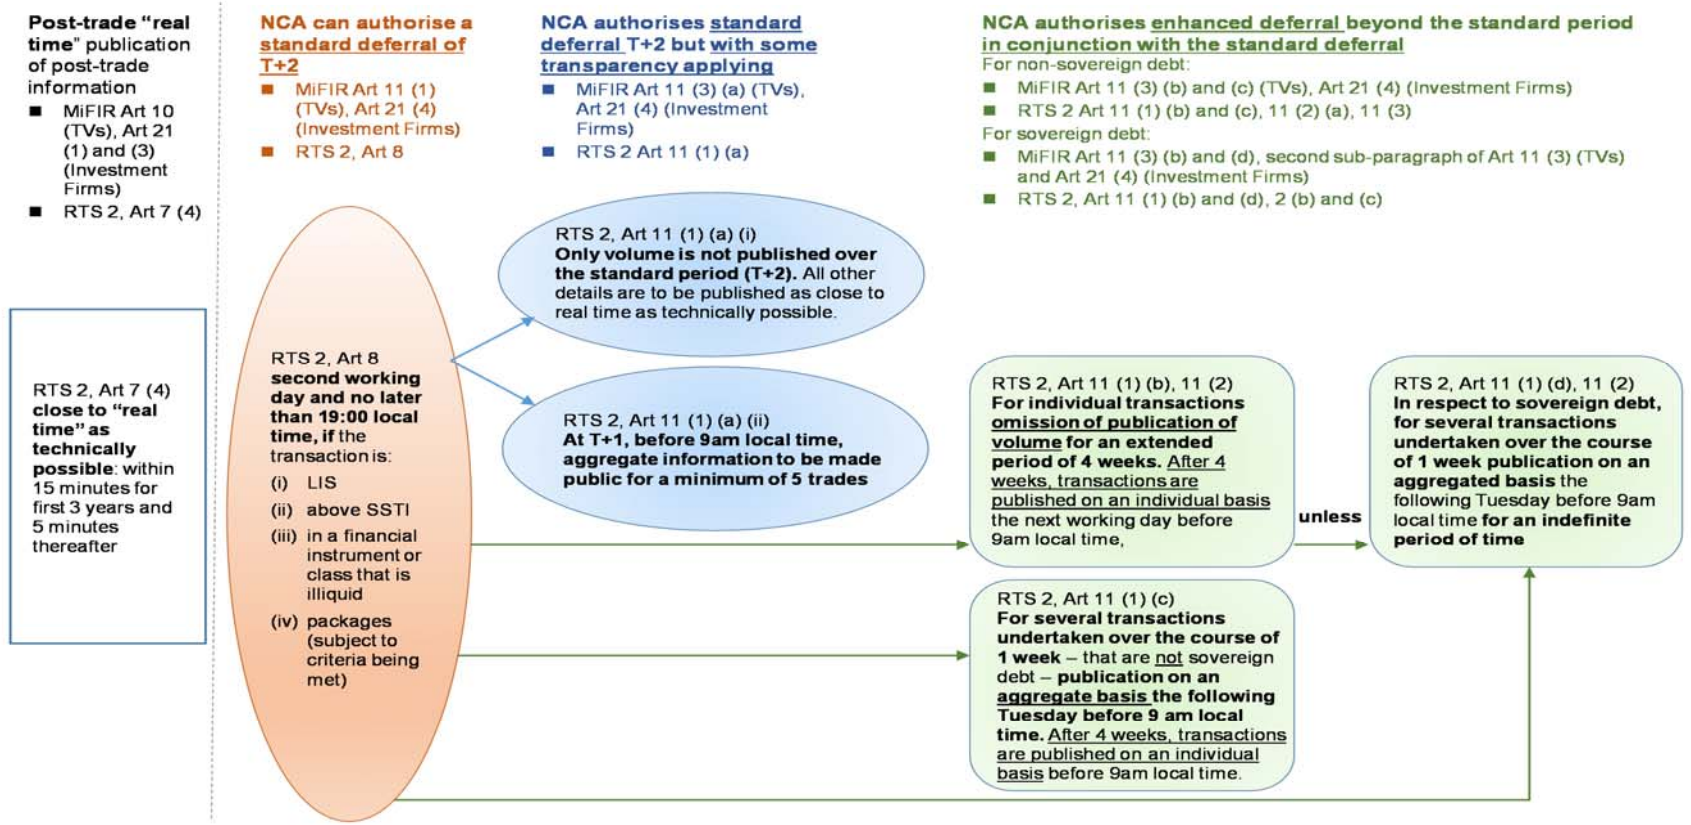 Post-trade “real
time” publication
of post-trade
information
■ MiFIR Art 10
(TVs), Art 21
(1) and (3)
(Investment
Firms)
■ RTS 2, Art 7 (4)
RTS 2, Art 7 (4)
close to “real
time” as
technically
possible: within
15 minutes for
first 3 years and
5 minutes
thereafter
NCA can authorise a
standard deferral of
T+2
■ MiFIR Art 11 (1)
(TVs), Art 21 (4)
(Investment Firms)
■ RTS 2, Art 8
RTS 2, Art 8
second working
day and no later
than 19:00 local
time, if the
transaction is:
(i) LIS
(ii) above SSTI
(iii) in a financial
instrument or
class that is
illiquid
(iv) packages
(subject to
criteria being
met)
NCA authorises standard
deferral T+2 but with some
transparency applying
■ MiFIR Art 11 (3) (a) (TVs),
Art 21 (4) (Investment
Firms)
■ RTS 2 Art 11 (1) (a)
RTS 2, Art 11 (1) (a) (i)
Only volume is not published over
the standard period (T+2). All other
details are to be published as close to
real time as technically possible.
RTS 2, Art 11 (1) (a) (ii)
At T+1, before 9am local time,
aggregate information to be made
public for a minimum of 5 trades
NCA authorises enhanced deferral beyond the standard period
in conjunction with the standard deferral
For non-sovereign debt:
■ MiFIR Art 11 (3) (b) and (c) (TVs), Art 21 (4) (Investment Firms)
■ RTS 2 Art 11 (1) (b) and (c), 11 (2) (a), 11 (3)
For sovereign debt:
■ MiFIR Art 11 (3) (b) and (d), second sub-paragraph of Art 11 (3) (TVs)
and Art 21 (4) (Investment Firms)
■ RTS 2, Art 11 (1) (b) and (d), 2 (b) and (c)
RTS 2, Art 11 (1) (b), 11 (2)
For individual transactions
omission of publication of
volume for an extended
period of 4 weeks. After 4
weeks, transactions are
published on an individual basis
the next working day before
9am local time,
unless
RTS 2, Art 11 (1) (d), 11 (2)
In respect to sovereign debt,
for several transactions
undertaken over the course
of 1 week publication on an
aggregated basis the
following Tuesday before 9am
local time for an indefinite
period of time
RTS 2, Art 11 (1) (c)
For several transactions
undertaken over the course of
1 week – that are not sovereign
debt – publication on an
aggregate basis the following
Tuesday before 9 am local
time. After 4 weeks, transactions
are published on an individual
basis before 9am local time.